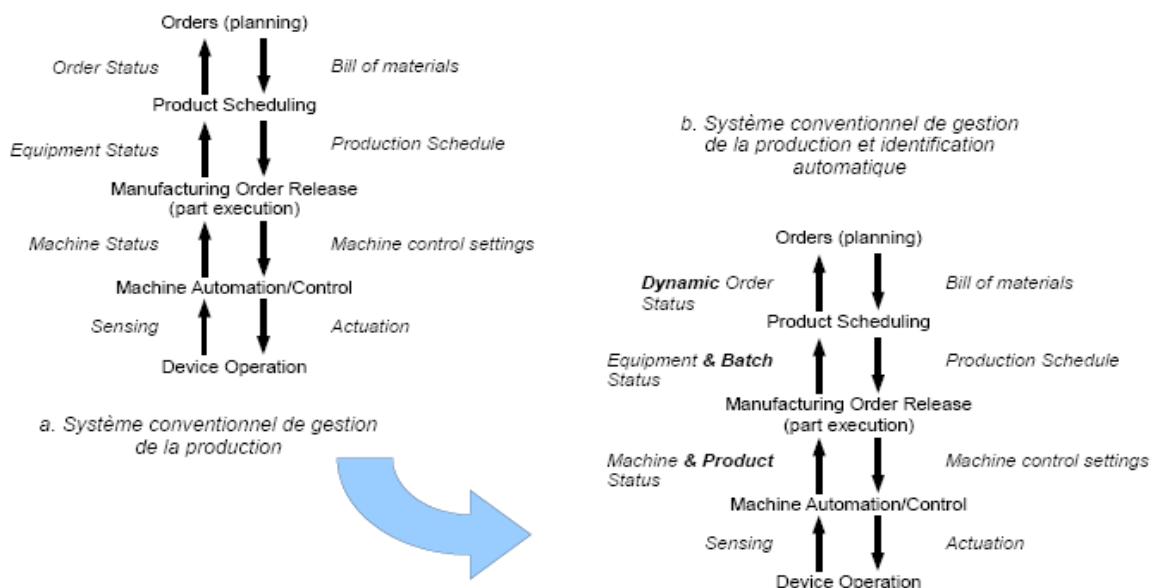 Orders (planning)
Order Status
Bill of materials
Product Scheduling
Equipment Status
Production Schedule
Manufacturing Order Release
(part execution)
Machine Status
Machine control settings
Machine Automation/Control
Sensing
Actuation
Device Operation
a. Système conventionnel de gestion
de la production
b. Système conventionnel de gestion
de la production et identification
automatique
Orders (planning)
Dynamic Order
Status
Bill of materials
Product Scheduling
Equipment & Batch
Status
Production Schedule
Manufacturing Order Release
(part execution)
Machine & Product
Status
Machine control settings
Machine Automation/Control
Sensing
Actuation
Device Operation